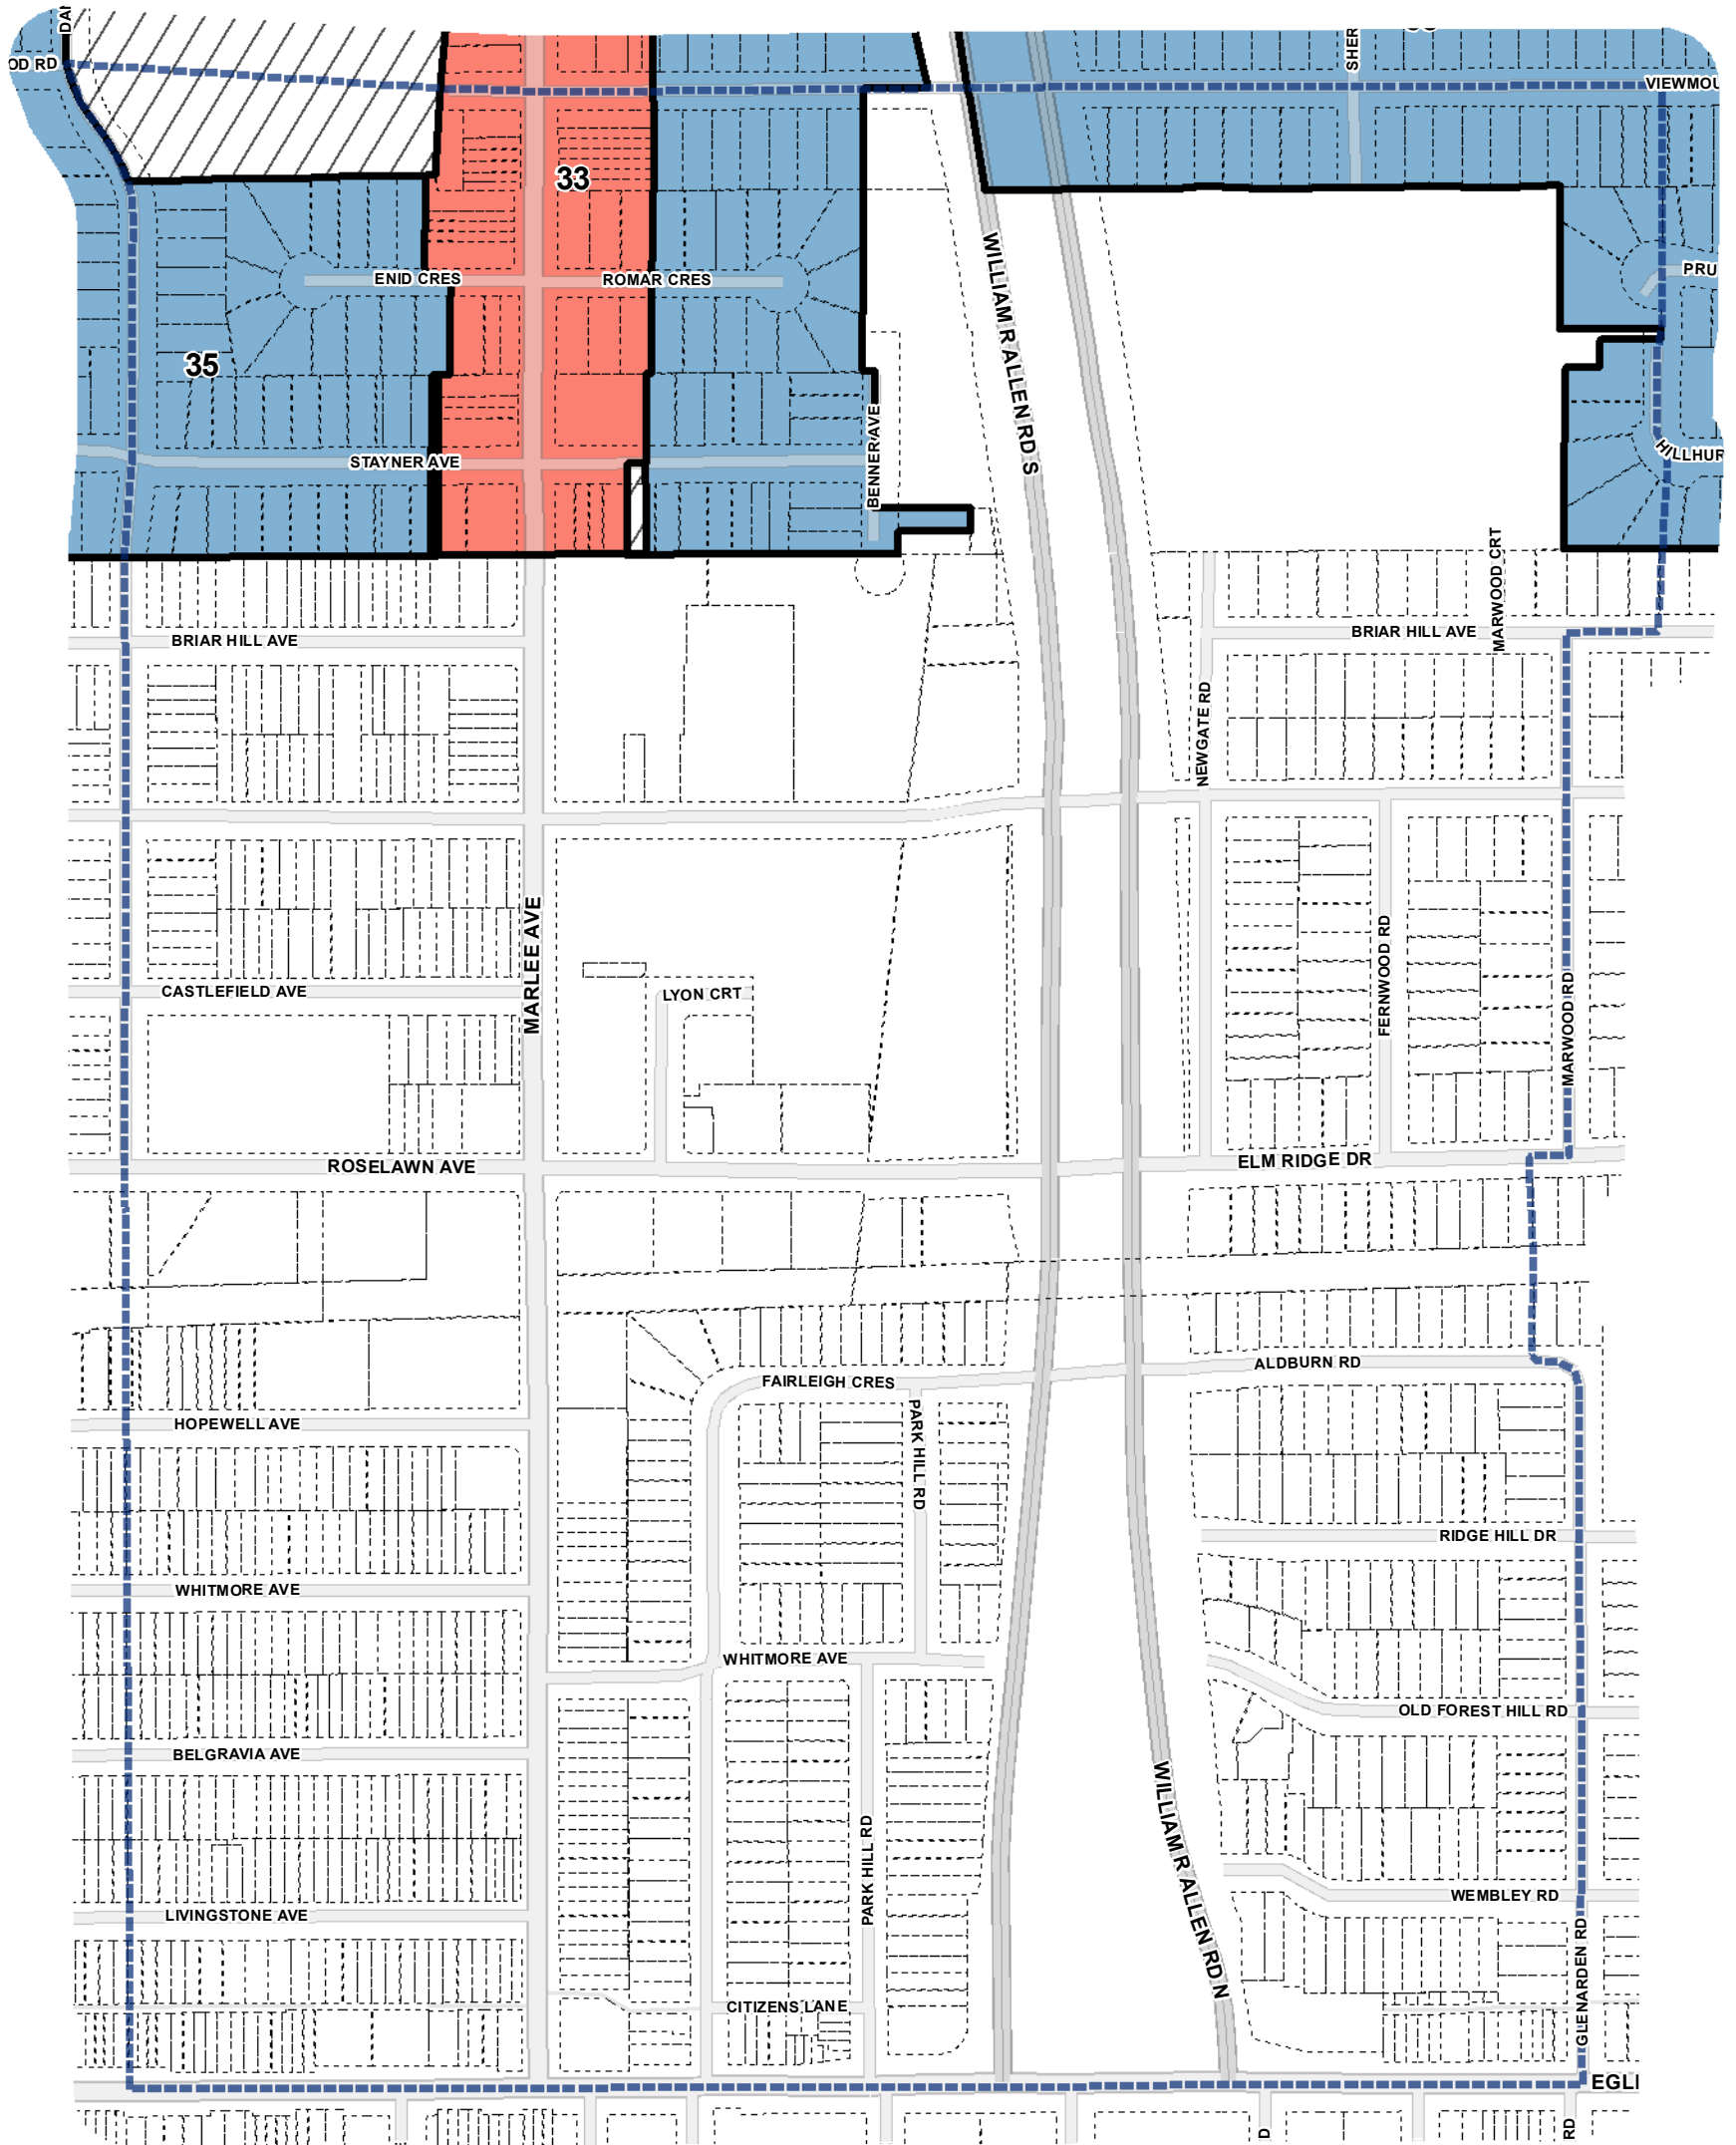 DAI
OD RD
SHER
VIEWMOU
33
ENID CRES
ROMAR CRES
PRU
WILLIAM R ALLEN RD S
35
STAYNER AVE
BENNER AVE
HILLHUR
BRIAR HILL AVE
BRIAR HILL AVE
MARWOOD CRT
NEWGATE RD
MARLEE AVE
CASTLEFIELD AVE
LYON CRT
FERNWOOD RD
MARWOOD RD
ROSELAWN AVE
ELM RIDGE DR
FAIRLEIGH CRES
ALDBURN RD
HOPEWELL AVE
PARK HILL RD
RIDGE HILL DR
WHITMORE AVE
WHITMORE AVE
OLD FOREST HILL RD
BELGRAVIA AVE
WILLIAM R ALLEN RD N
PARK HILL RD
WEMBLEY RD
LIVINGSTONE AVE
GLENARDEN RD
CITIZENS LANE
EGLI
D
RD